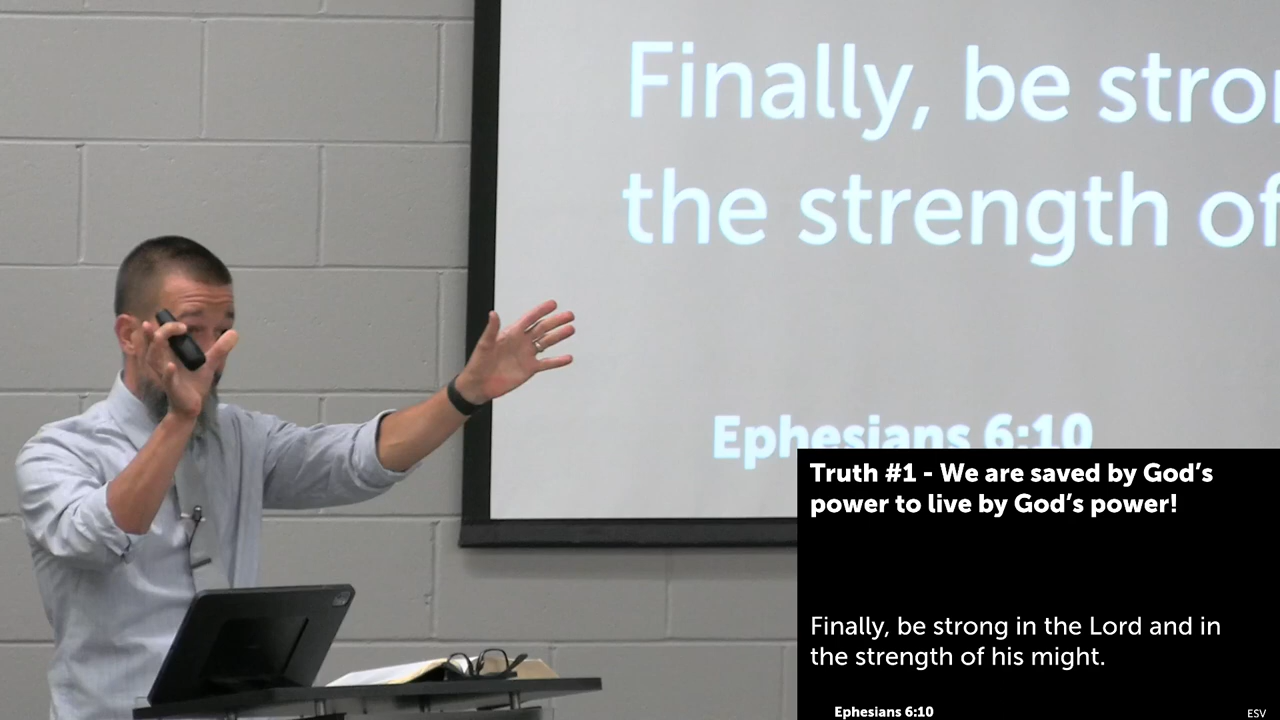 Finally, be stro
the strength of
Ephesians 6:10
Truth #1 - We are saved by God's
power to live by God's power!
Finally, be strong in the Lord and in
the strength of his might.
Ephesians 6:10
ESV